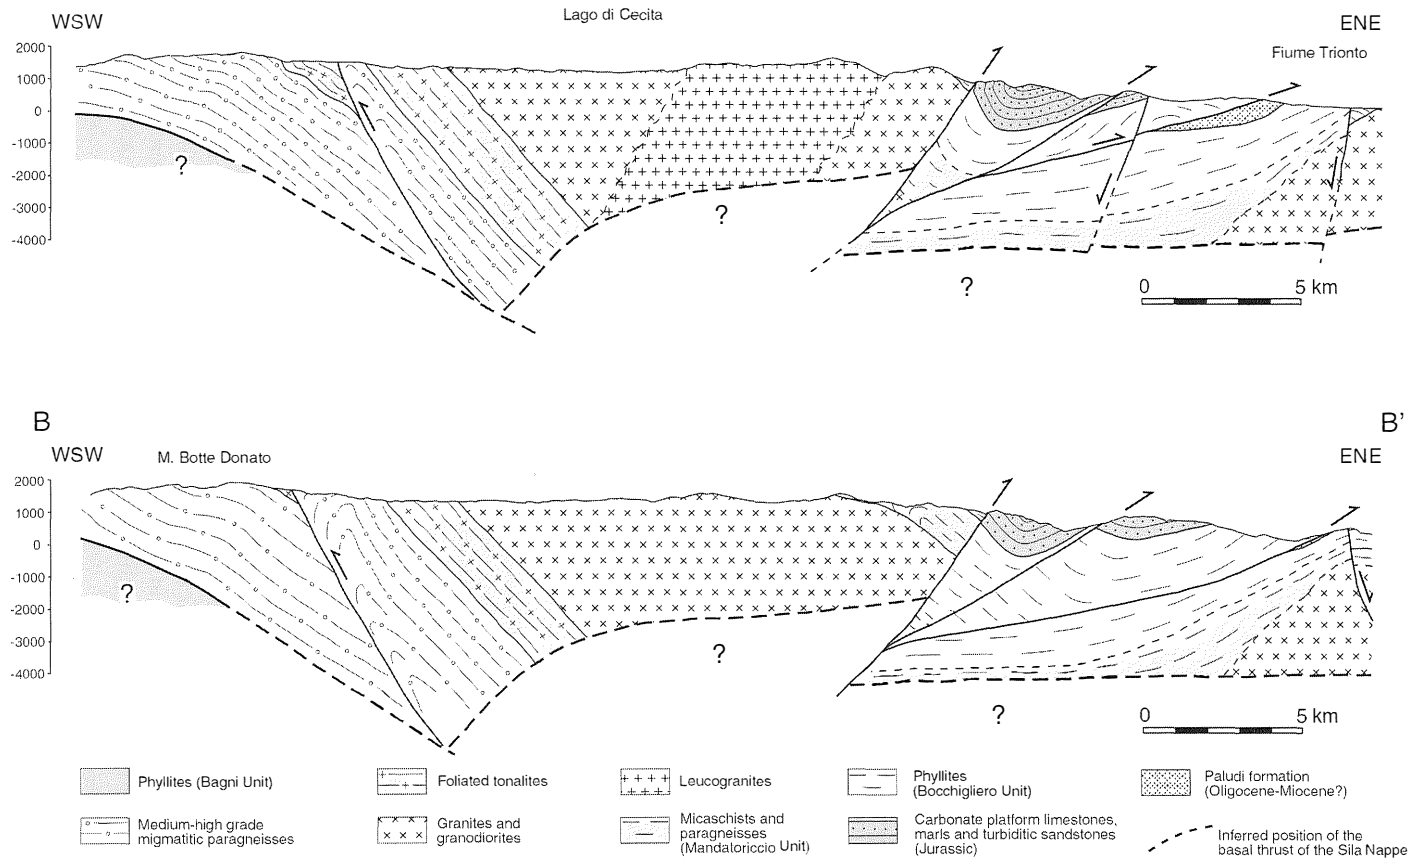 WSW
Lago di Cecita
ENE
Fiume Trionto
2000
1000
0
-1000
-2000
-3000
-4000
?
?
?
0 5 km
B
B'
WSW
M. Botte Donato
ENE
2000
1000
0
-1000
-2000
-3000
-4000
?
?
?
0 5 km
Phyllites (Bagni Unit)
Foliated tonalites
Leucogranites
Phyllites
(Bocchigliero Unit)
Paludi formation
(Oligocene-Miocene?)
Medium-high grade
migmatitic paragneisses
Granites and
granodiorites
Micaschists and
paragneisses
(Mandatoriccio Unit)
Carbonate platform limestones,
marls and turbiditic sandstones
(Jurassic)
Inferred position of the
basal thrust of the Sila Nappe